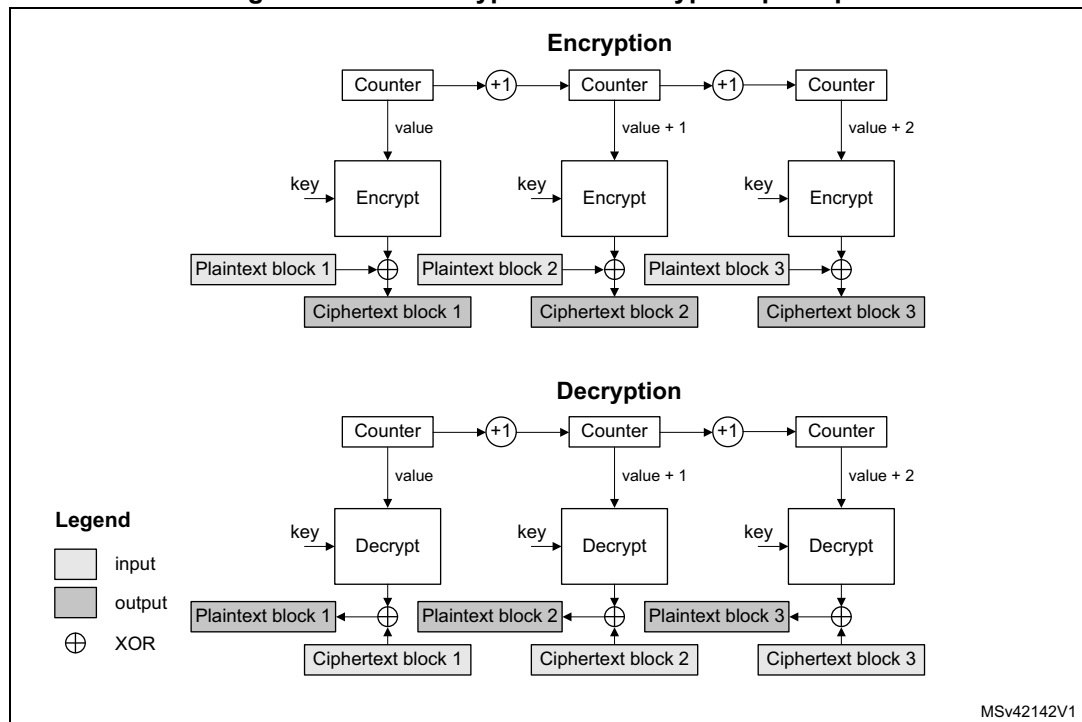 Encryption
Counter +1 Counter +1 Counter
value value + 1 value + 2
key Encrypt key Encrypt key Encrypt
Plaintext block 1 Plaintext block 2 Plaintext block 3
Ciphertext block 1 Ciphertext block 2 Ciphertext block 3
Decryption
Counter +1 Counter +1 Counter
value value + 1 value + 2
Legend
key Decrypt key Decrypt key Decrypt
input
output
Plaintext block 1 Plaintext block 2 Plaintext block 3
XOR
Ciphertext block 1 Ciphertext block 2 Ciphertext block 3
MSv42142V1